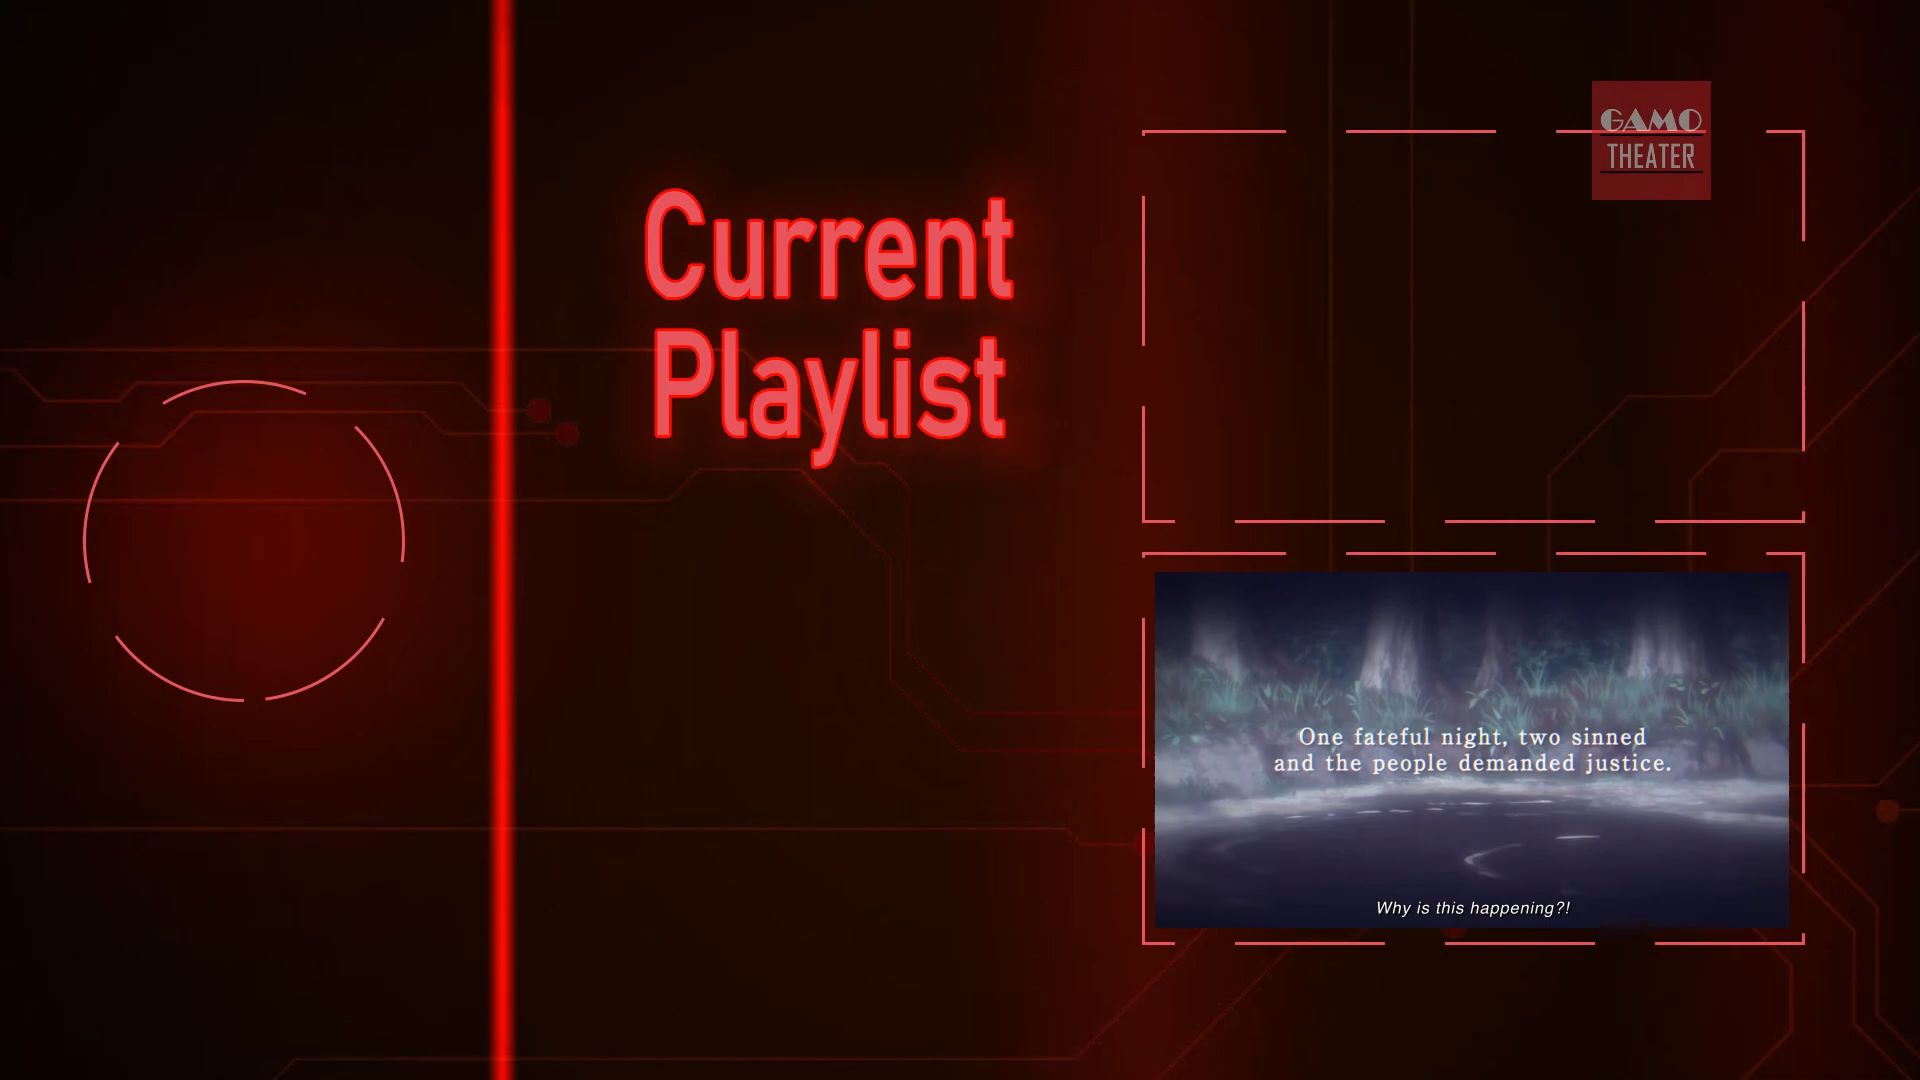 GAMO
THEATER
Current
Playlist
One fateful night, two sinned
and the people demanded justice.
Why is this happening?!